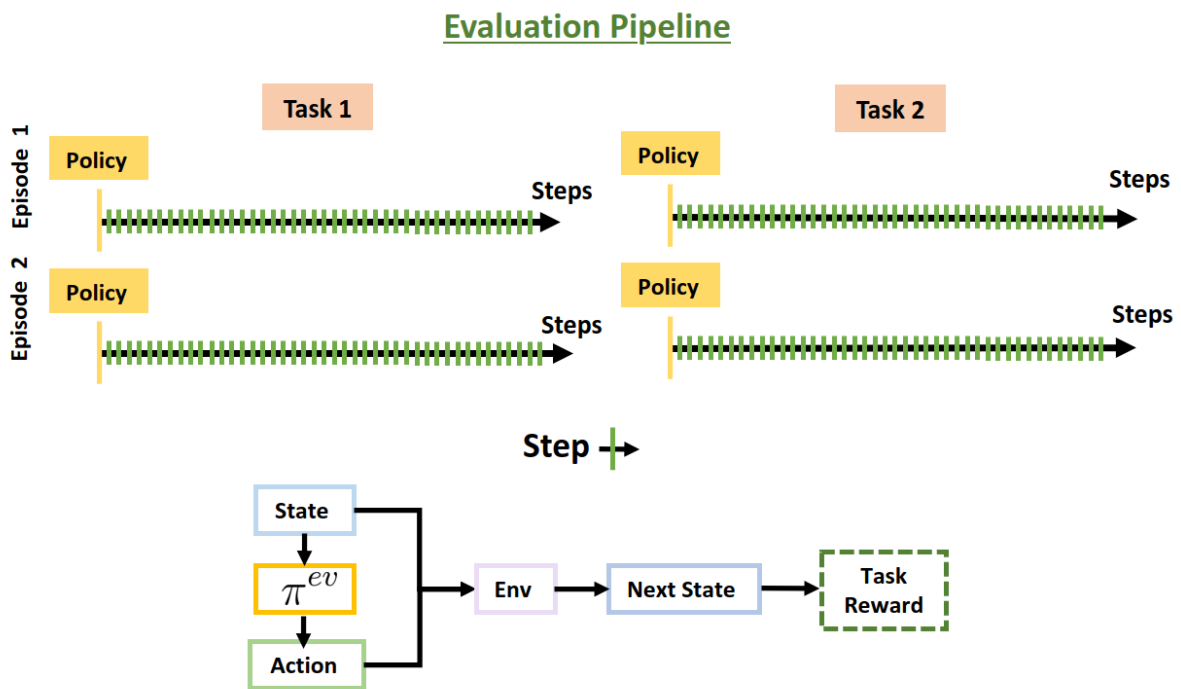 Evaluation Pipeline
Task 1
Task 2
Episode 1
Policy
Steps
Policy
Steps
Episode 2
Policy
Steps
Policy
Steps
Step
State
π^{ev}
Action
Env
Next State
Task
Reward